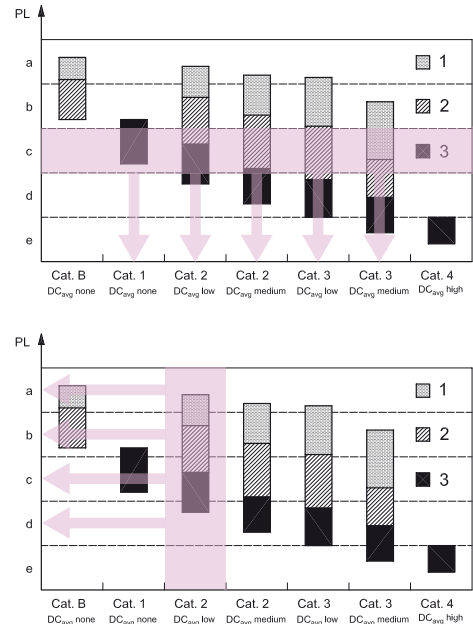 PL
a
1
b
2
c
3
d
e
Cat. B Cat. 1 Cat. 2 Cat. 2 Cat. 3 Cat. 3 Cat. 4
DCavg none DCavg none DCavg low DCavg medium DCavg low DCavg medium DCavg high
PL
a
1
b
2
c
3
d
e
Cat. B Cat. 1 Cat. 2 Cat. 2 Cat. 3 Cat. 3 Cat. 4
DCavg none DCavg none DCavg low DCavg medium DCavg low DCavg medium DCavg high